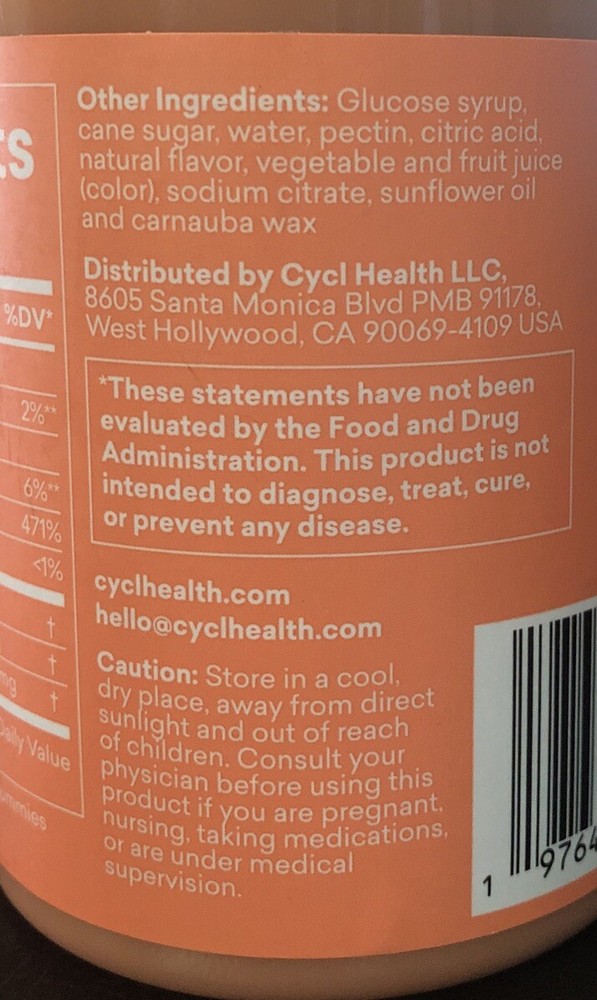 ts
%DV*
2%**
6%**
471%
<1%
†
†
mg †
Daily Value
ummies
Other Ingredients: Glucose syrup,
cane sugar, water, pectin, citric acid,
natural flavor, vegetable and fruit juice
(color), sodium citrate, sunflower oil
and carnauba wax
Distributed by Cycl Health LLC,
8605 Santa Monica Blvd PMB 91178,
West Hollywood, CA 90069-4109 USA
*These statements have not been
evaluated by the Food and Drug
Administration. This product is not
intended to diagnose, treat, cure,
or prevent any disease.
cyclhealth.com
hello@cyclhealth.com
Caution: Store in a cool,
dry place, away from direct
sunlight and out of reach
of children. Consult your
physician before using this
product if you are pregnant,
nursing, taking medications,
or are under medical
supervision.
1 9764